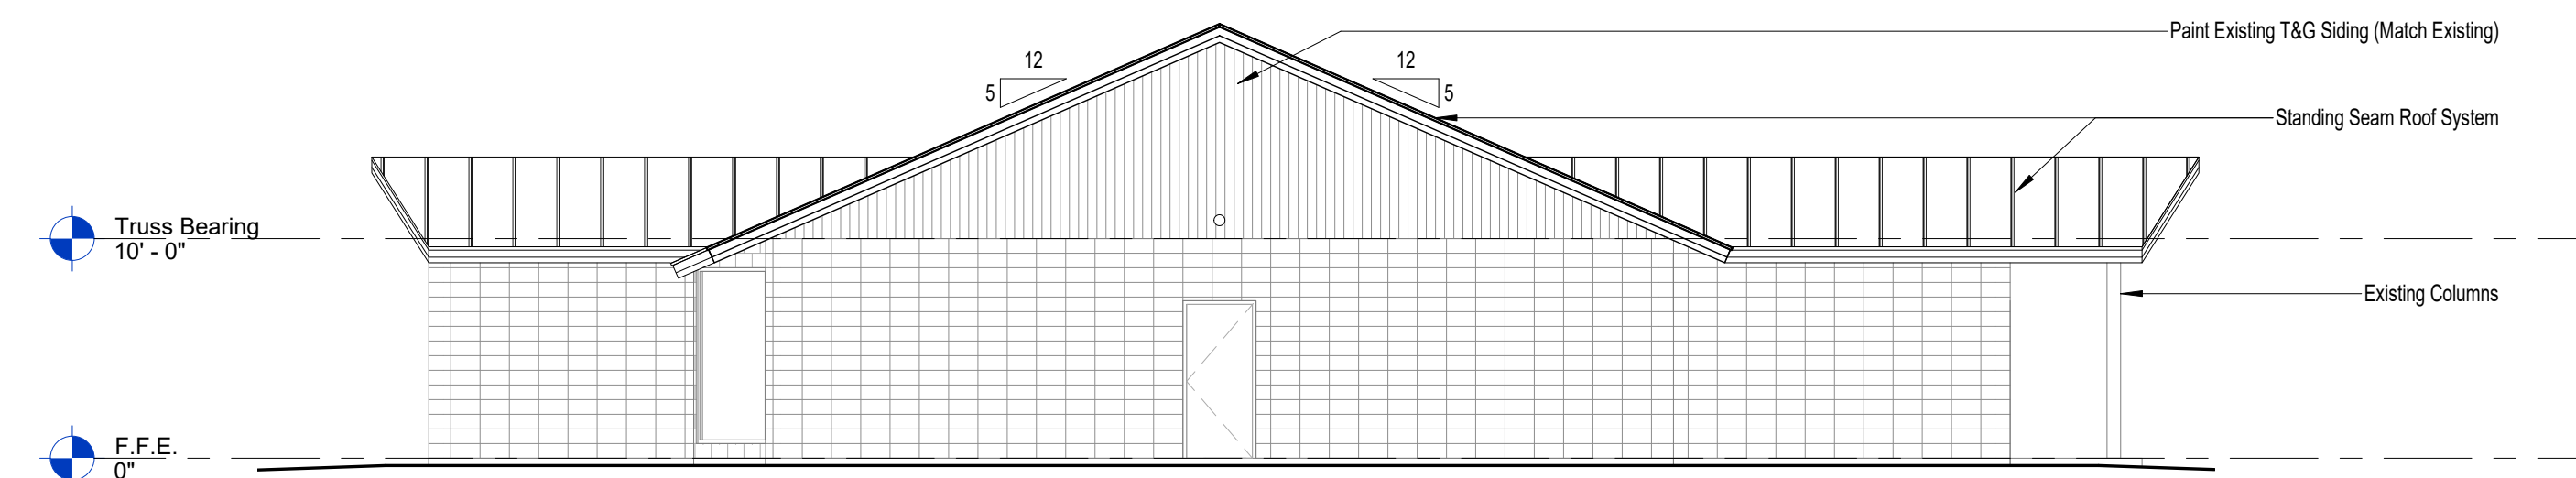 Paint Existing T&G Siding (Match Existing)
12
12
5
5
Standing Seam Roof System
Truss Bearing
10' - 0"
Existing Columns
F.F.E.
0"